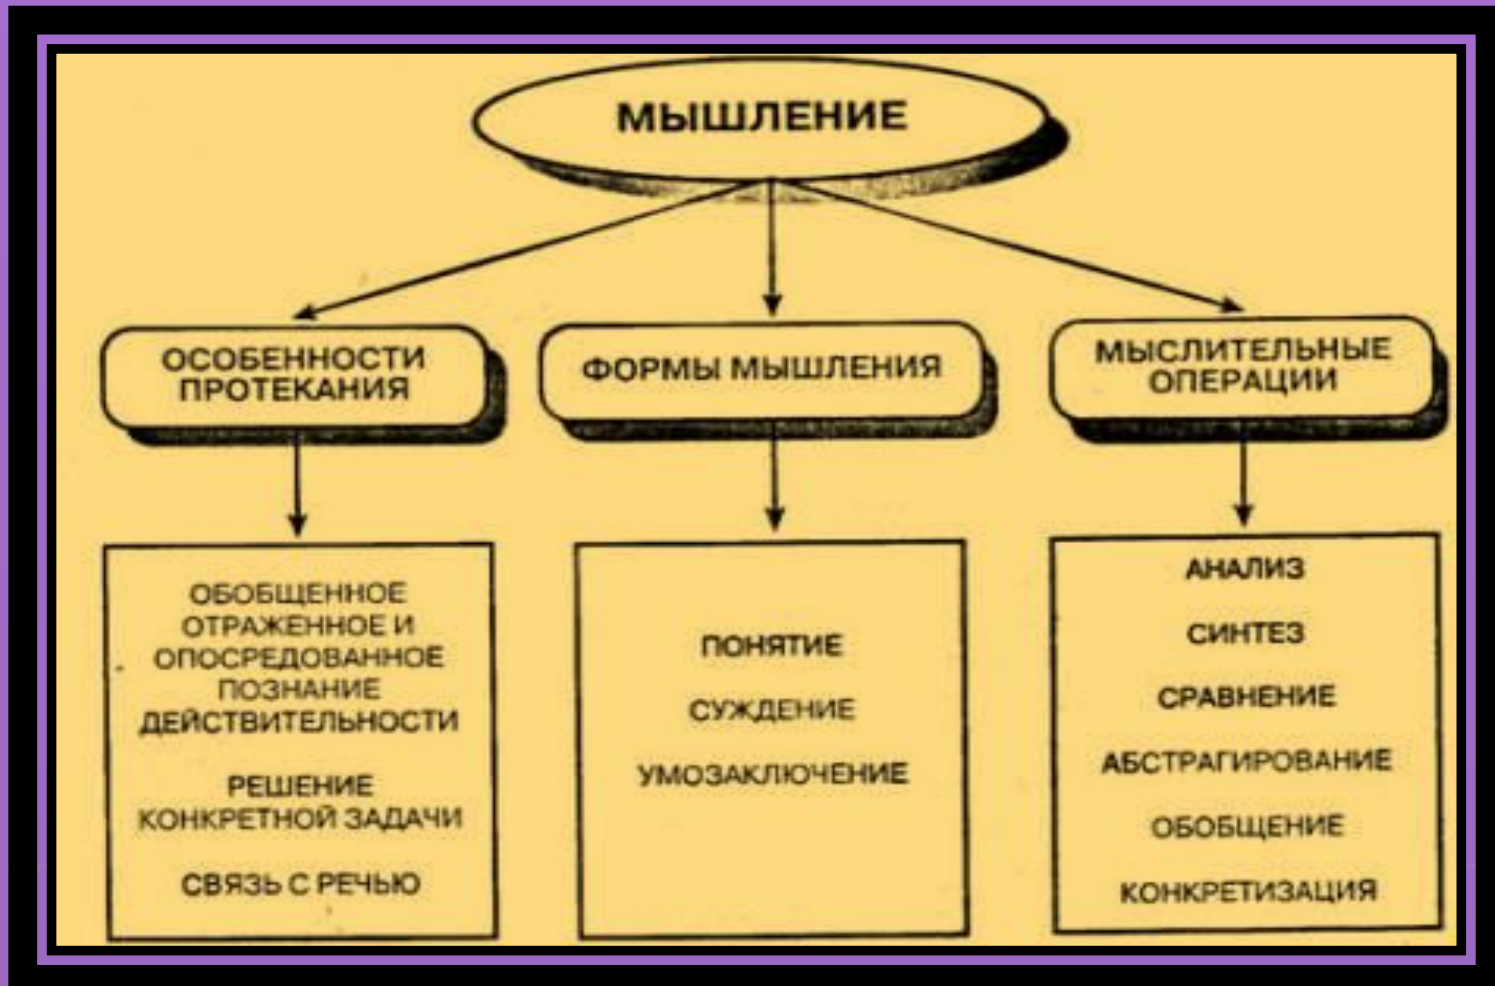 МЫШЛЕНИЕ
ОСОБЕННОСТИ
ПРОТЕКАНИЯ
ФОРМЫ МЫШЛЕНИЯ
МЫСЛИТЕЛЬНЫЕ
ОПЕРАЦИИ
ОБОБЩЕННОЕ
ОТРАЖЕННОЕ И
ОПОСРЕДОВАННОЕ
ПОЗНАНИЕ
ДЕЙСТВИТЕЛЬНОСТИ
РЕШЕНИЕ
КОНКРЕТНОЙ ЗАДАЧИ
СВЯЗЬ С РЕЧЬЮ
ПОНЯТИЕ
СУЖДЕНИЕ
УМОЗАКЛЮЧЕНИЕ
АНАЛИЗ
СИНТЕЗ
СРАВНЕНИЕ
АБСТРАГИРОВАНИЕ
ОБОБЩЕНИЕ
КОНКРЕТИЗАЦИЯ